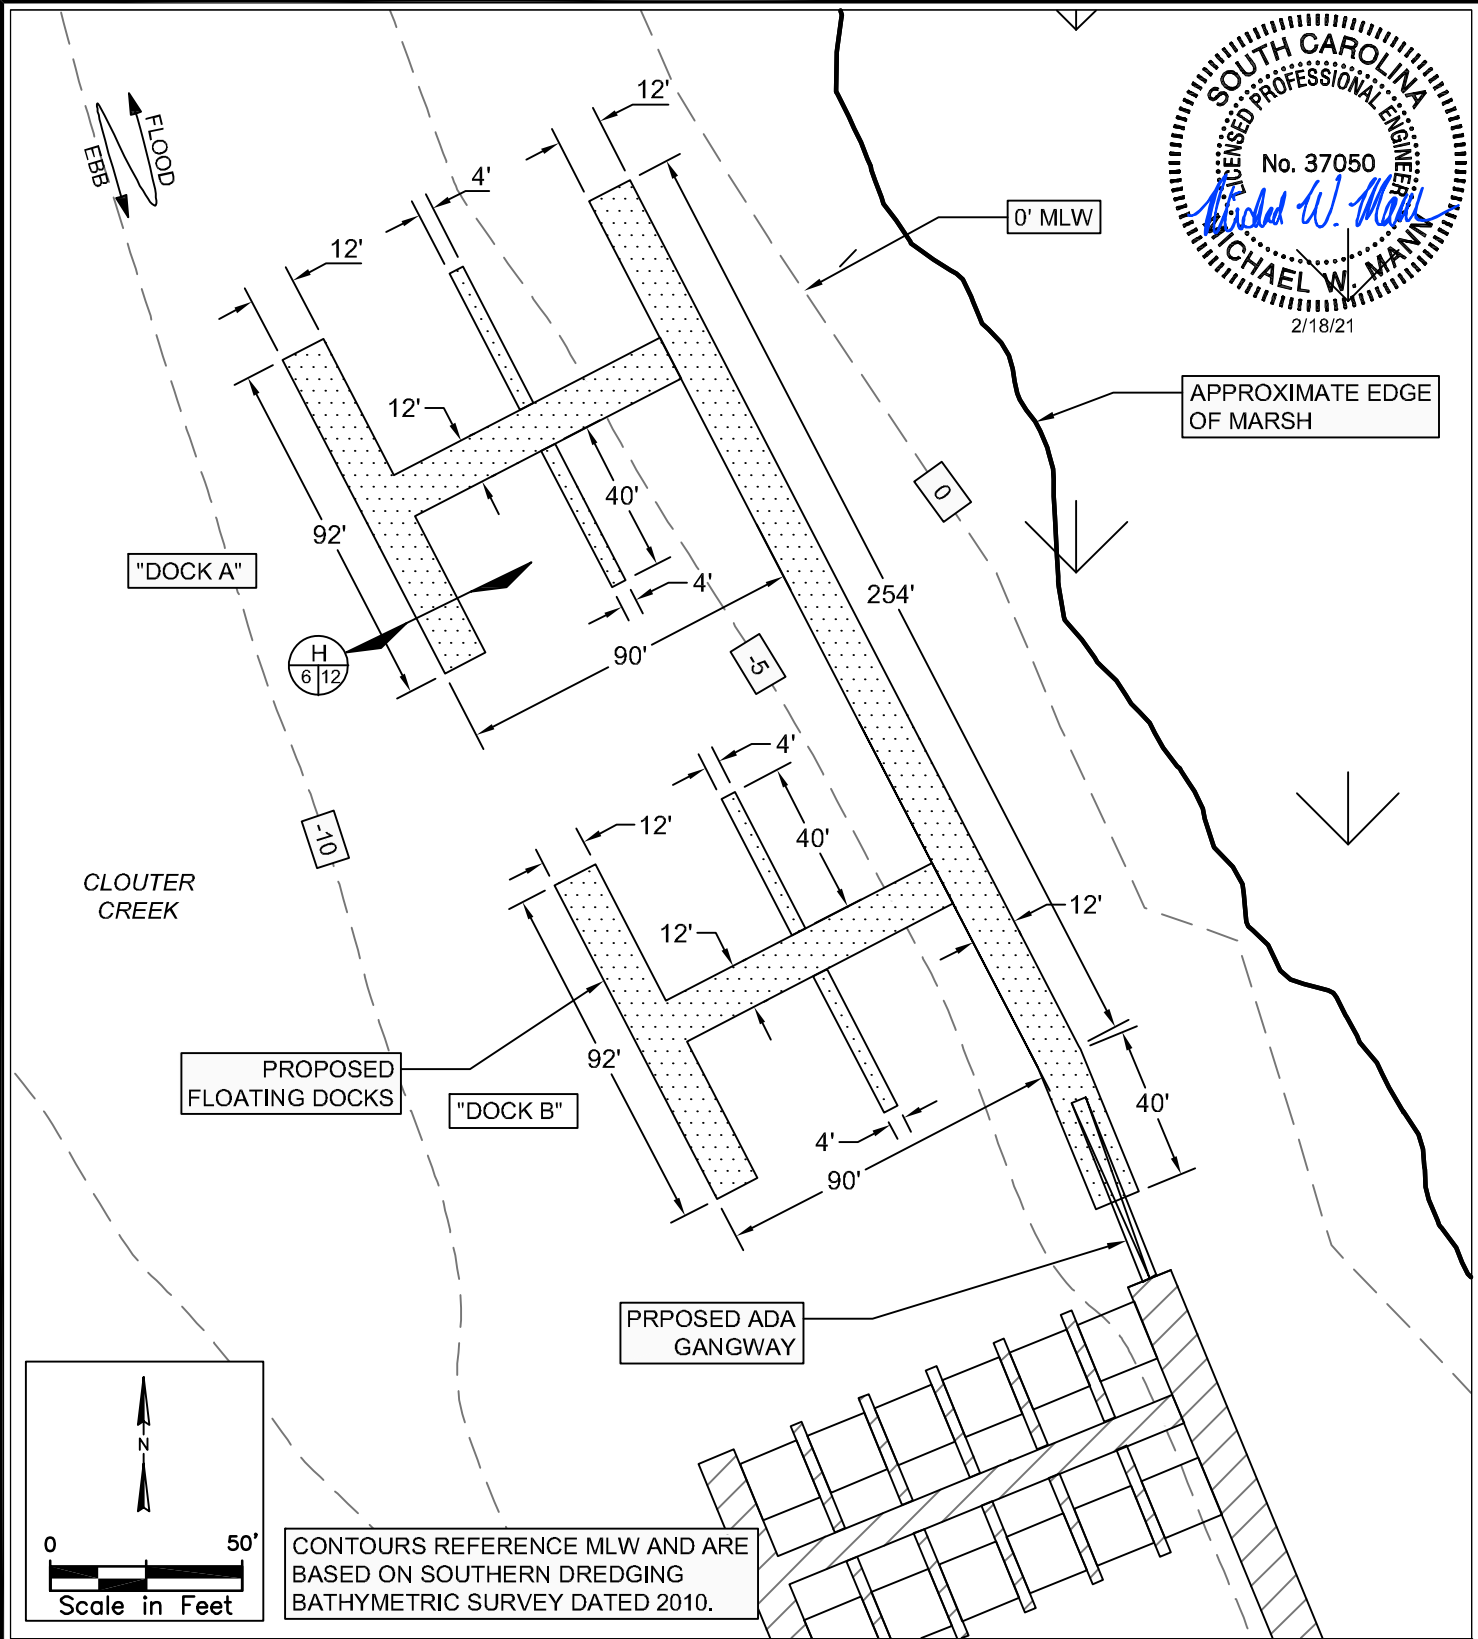 SOUTH CAROLINA
LICENSED PROFESSIONAL ENGINEER
No. 37050
Michael W. Mann
MICHAEL W. MANN
2/18/21
FLOOD
EBB
12'
4'
12'
0' MLW
APPROXIMATE EDGE
OF MARSH
12'
40'
92'
0
"DOCK A"
4'
254'
H
6 12
90'
-5
4'
12'
40'
-10
CLOUTER
CREEK
12'
12'
92'
PROPOSED
FLOATING DOCKS
"DOCK B"
40'
4'
90'
PRPOSED ADA
GANGWAY
N
0 50'
Scale in Feet
CONTOURS REFERENCE MLW AND ARE
BASED ON SOUTHERN DREDGING
BATHYMETRIC SURVEY DATED 2010.